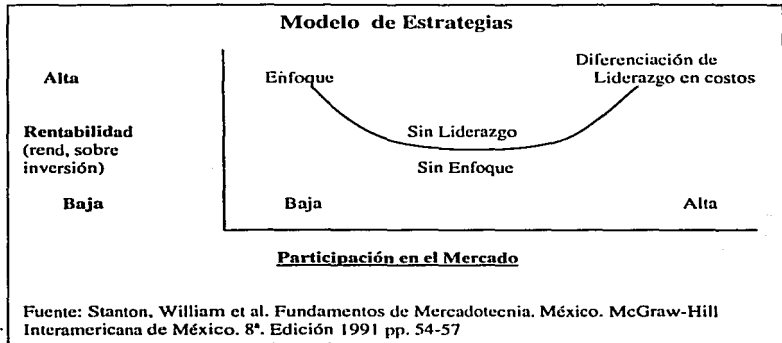 Modelo de Estrategias
Diferenciación de
Alta Enfoque Liderazgo en costos
Rentabilidad Sin Liderazgo
(rend, sobre
inversión) Sin Enfoque
Baja Baja Alta
Participación en el Mercado
Fuente: Stanton, William et al. Fundamentos de Mercadotecnia. México. McGraw-Hill
Interamericana de México. 8ª. Edición 1991 pp. 54-57